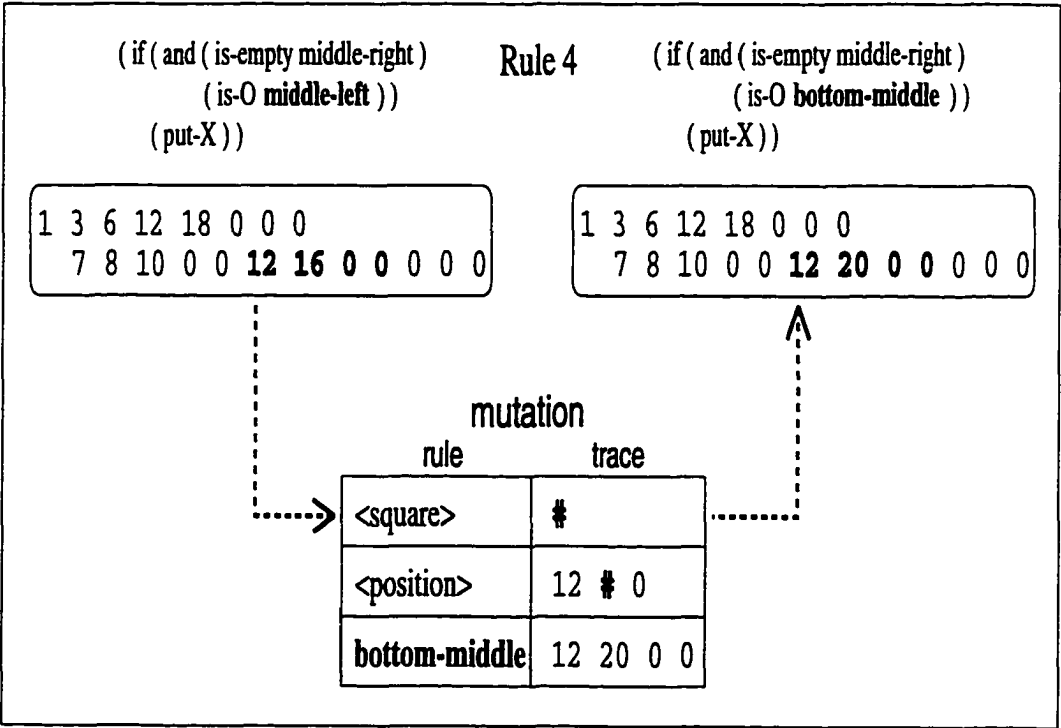 ( if ( and ( is-empty middle-right )
( is-O middle-left ) )
( put-X ) )
Rule 4
( if ( and ( is-empty middle-right )
( is-O bottom-middle ) )
( put-X ) )
1 3 6 12 18 0 0 0
7 8 10 0 0 12 16 0 0 0 0 0
1 3 6 12 18 0 0 0
7 8 10 0 0 12 20 0 0 0 0 0
mutation
rule trace
<square> #
<position> 12 # 0
bottom-middle 12 20 0 0